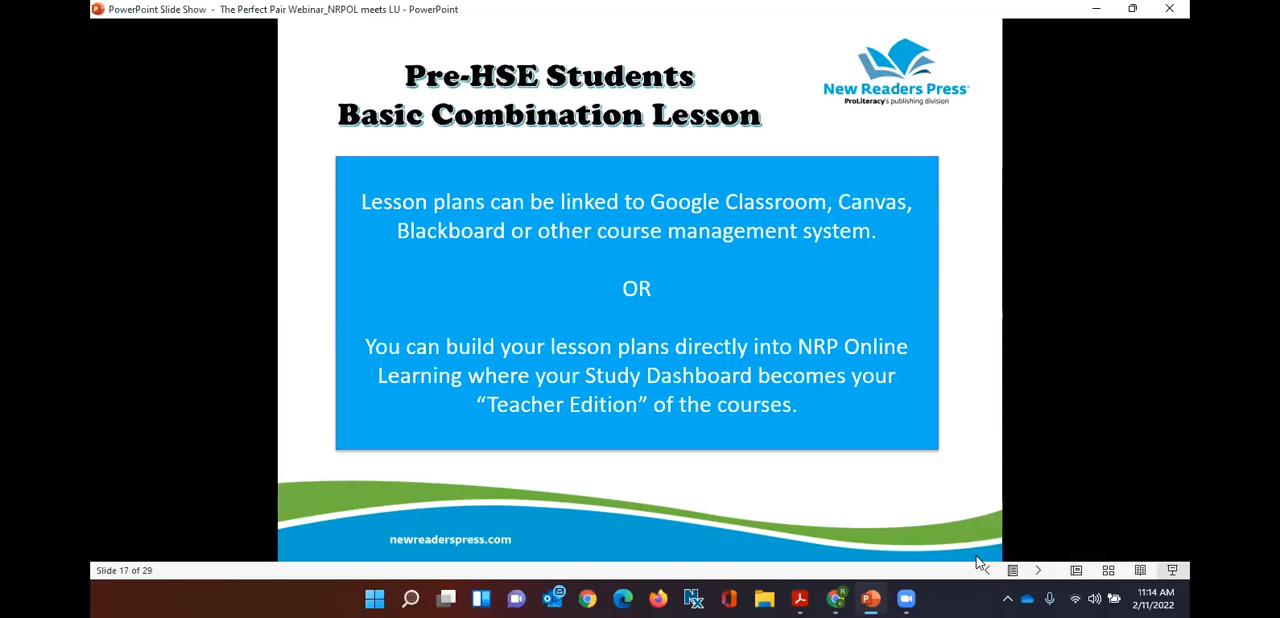 PowerPoint Slide Show - The Perfect Pair Webinar_NRPOL meets LU - PowerPoint
Pre-HSE Students
Basic Combination Lesson
New Readers Press®
ProLiteracy's publishing division
Lesson plans can be linked to Google Classroom, Canvas,
Blackboard or other course management system.
OR
You can build your lesson plans directly into NRP Online
Learning where your Study Dashboard becomes your
“Teacher Edition” of the courses.
newreaderspress.com
Slide 17 of 29
11:14 AM
2/11/2022